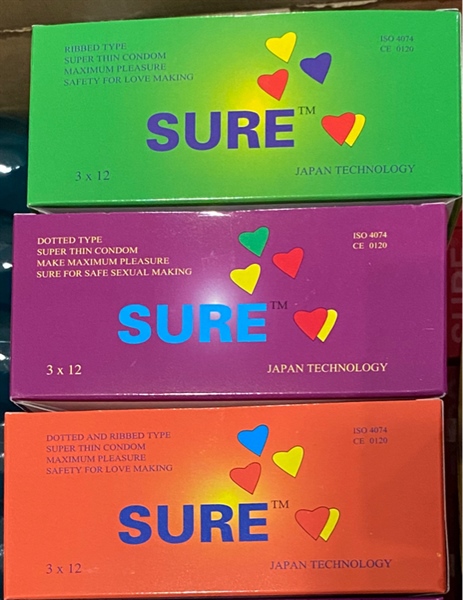 RIBBED TYPE
SUPER THIN CONDOM
MAXIMUM PLEASURE
SAFETY FOR LOVE MAKING
ISO 4074
CE 0120
SURE™
3 x 12
JAPAN TECHNOLOGY
DOTTED TYPE
SUPER THIN CONDOM
MAKE MAXIMUM PLEASURE
SURE FOR SAFE SEXUAL MAKING
ISO 4074
CE 0120
SURE™
3 x 12
JAPAN TECHNOLOGY
DOTTED AND RIBBED TYPE
SUPER THIN CONDOM
MAXIMUM PLEASURE
SAFETY FOR LOVE MAKING
ISO 4074
CE 0120
SURE™
3 x 12
JAPAN TECHNOLOGY